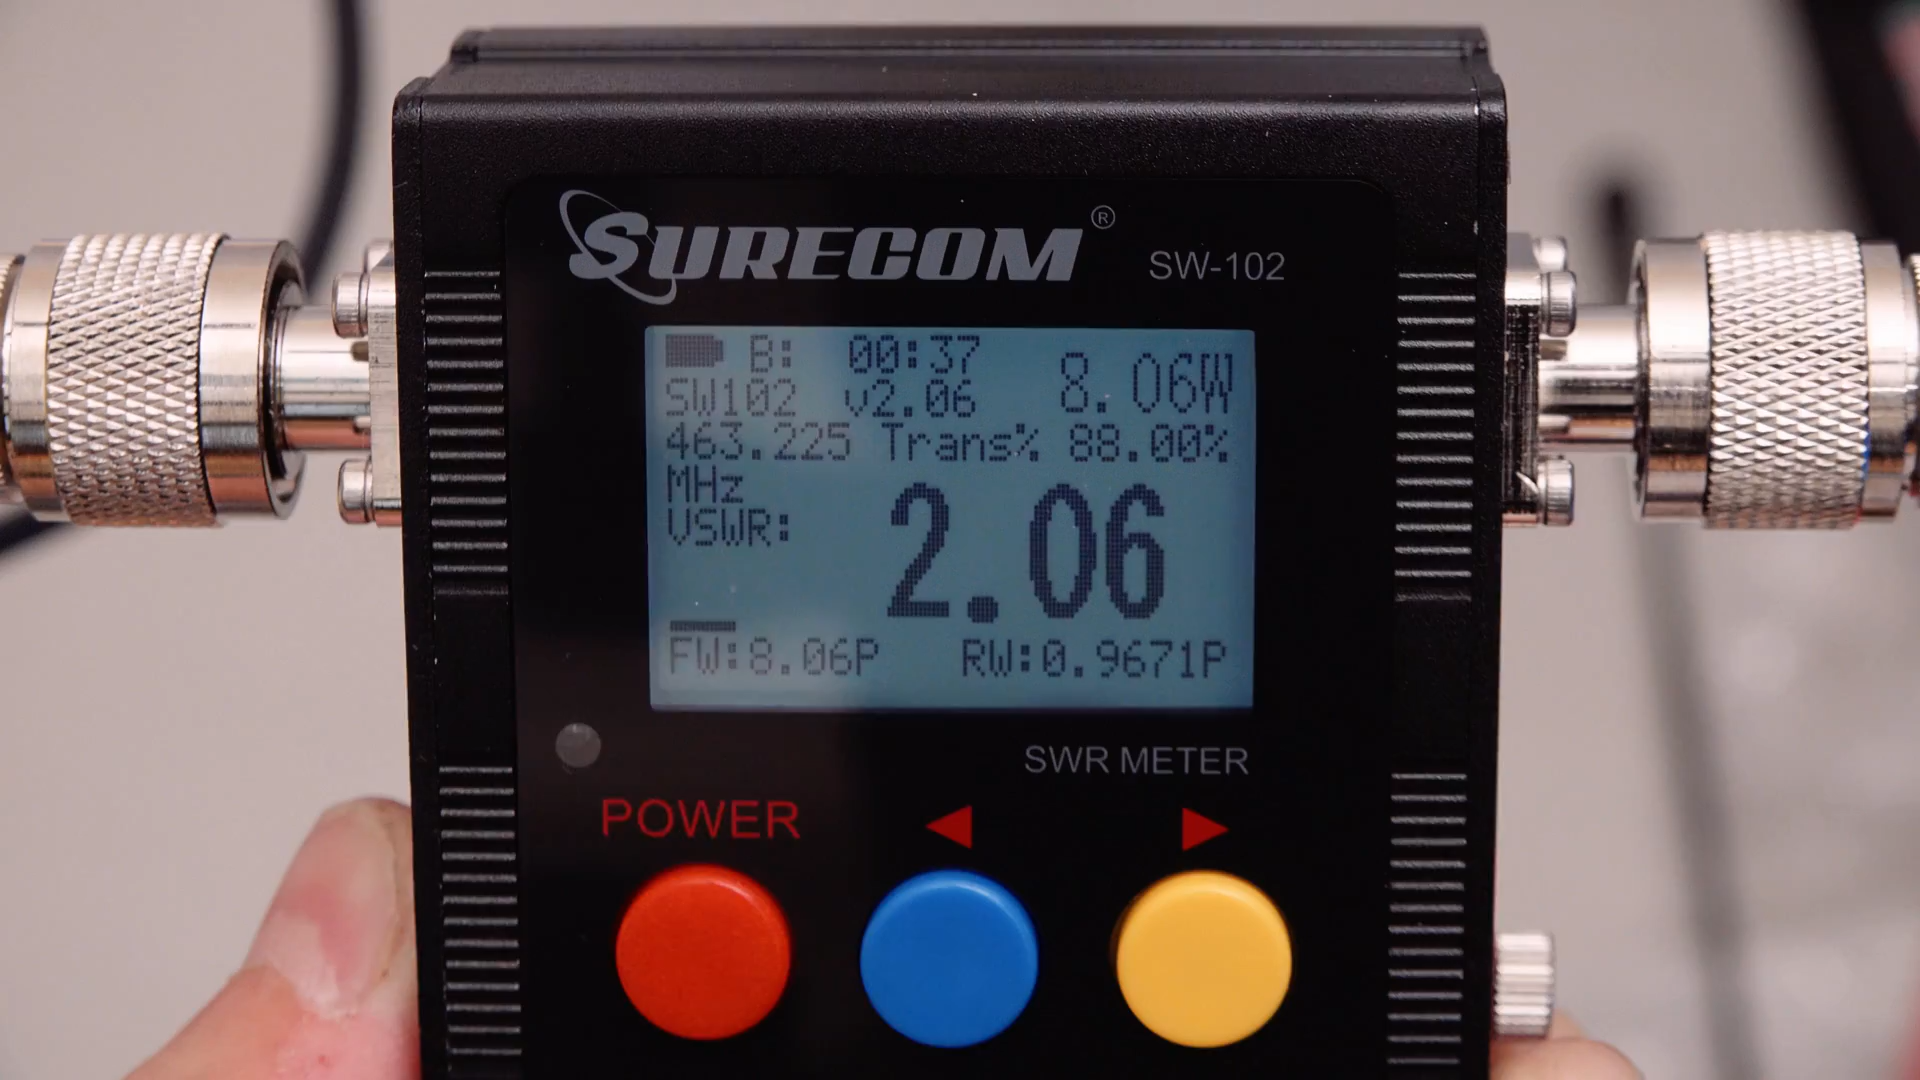 SURECOM ® SW-102
B: 00:37 8.06W
SW102 v2.06
463.225 Trans% 88.00%
MHz
VSWR: 2.06
FW:8.06P RW:0.9671P
SWR METER
POWER